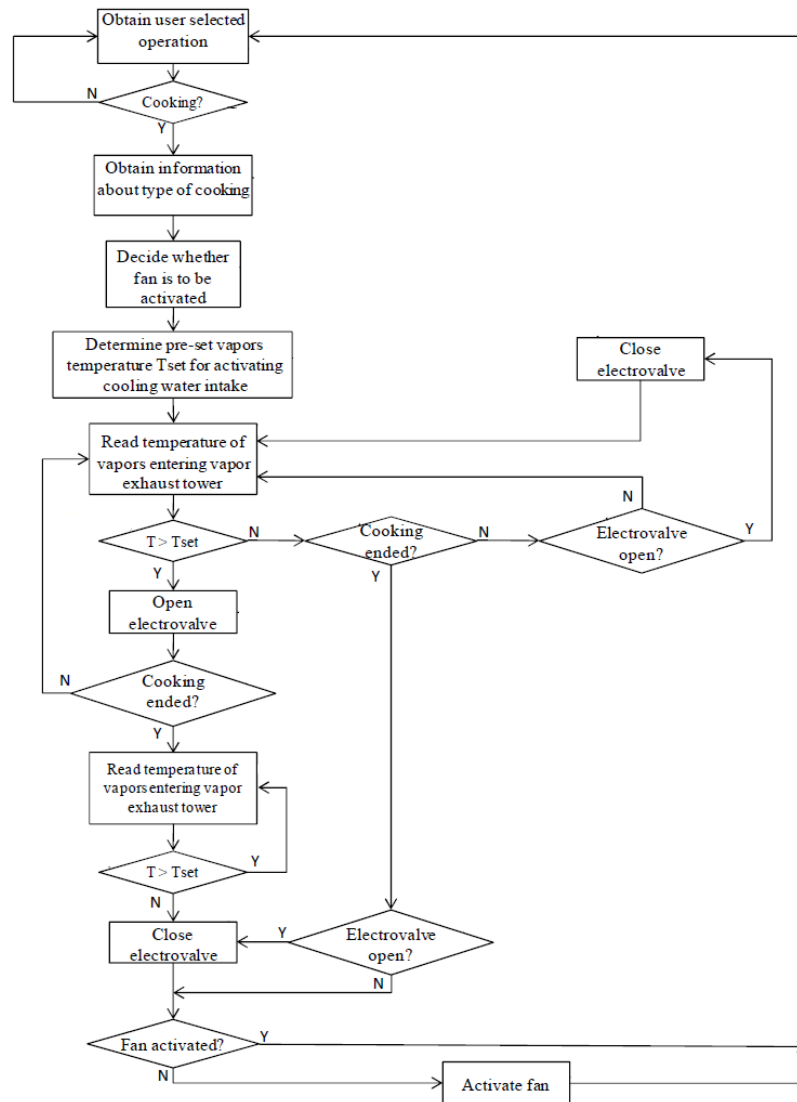 Obtain user selected
operation
N
Cooking?
Y
Obtain information
about type of cooking
Decide whether
fan is to be
activated
Determine pre-set vapors
temperature Tset for activating
cooling water intake
Close
electrovalve
Read temperature of
vapors entering vapor
exhaust tower
N
T > Tset
N
Cooking
ended?
N
Electrovalve
open?
Y
Y
Y
Open
electrovalve
N
Cooking
ended?
Y
Read temperature of
vapors entering vapor
exhaust tower
T > Tset
Y
N
Close
electrovalve
Y
Electrovalve
open?
N
Fan activated?
Y
N
Activate fan